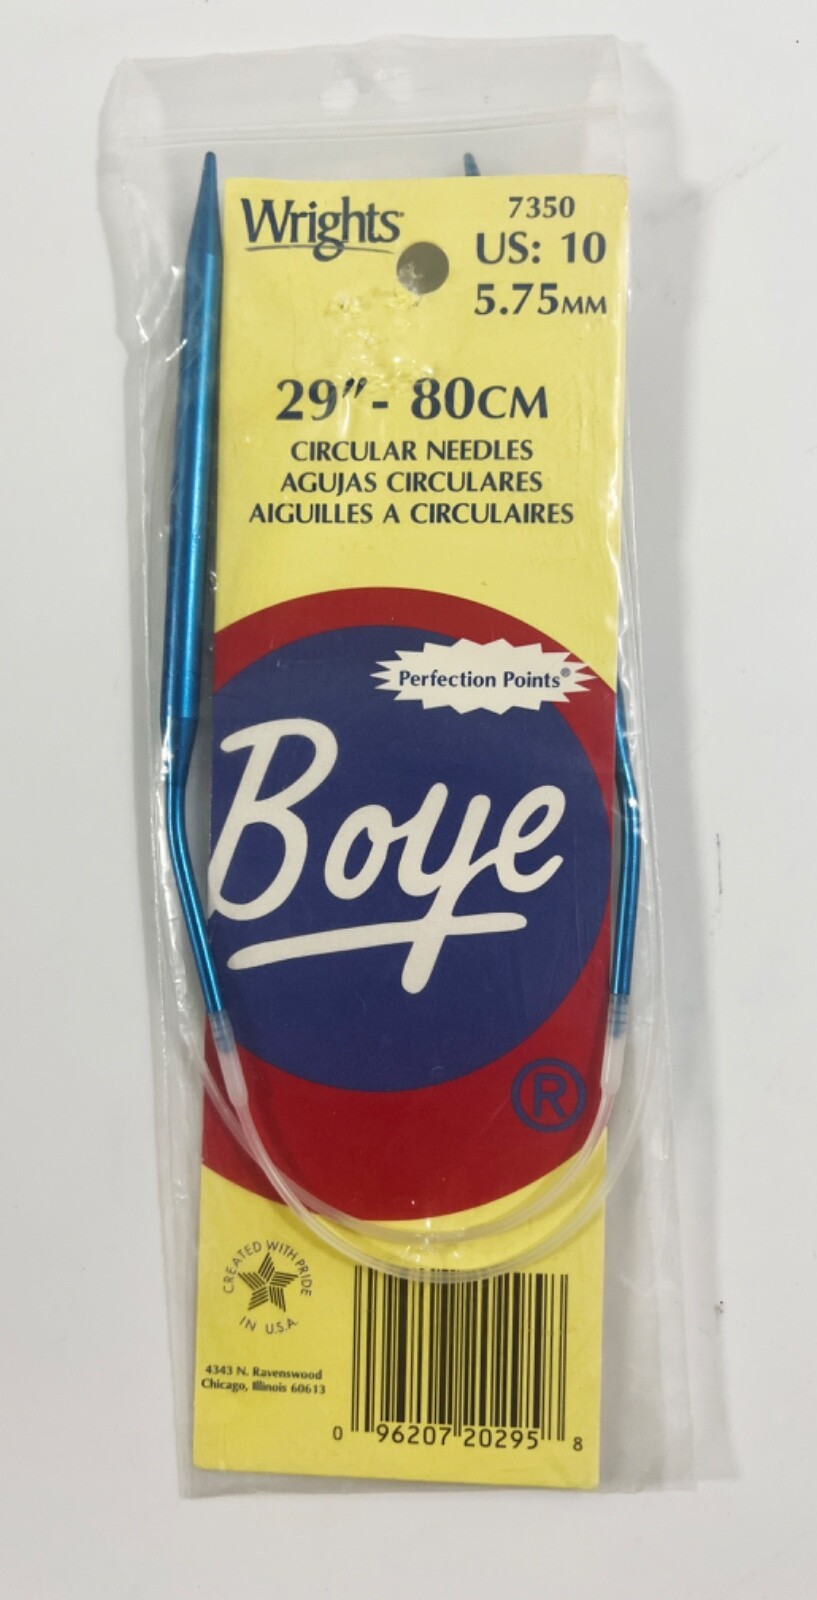 Wrights®
7350
US: 10
5.75MM
29"- 80CM
CIRCULAR NEEDLES
AGUJAS CIRCULARES
AIGUILLES A CIRCULAIRES
Perfection Points®
Boye
®
CREATED WITH PRIDE
IN U.S.A.
4343 N. Ravenswood
Chicago, Illinois 60613
0 96207 20295 8